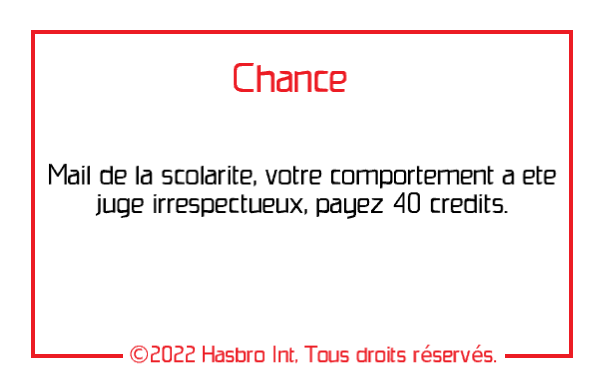 Chance
Mail de la scolarite, votre comportement a ete
juge irrespectueux, payez 40 credits.
©2022 Hasbro Int. Tous droits réservés.